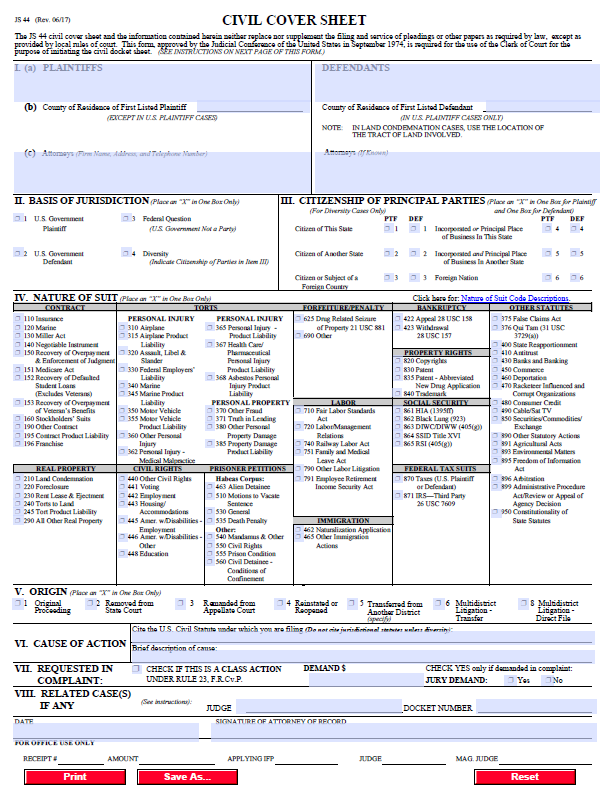 JS 44 (Rev. 06/17)
CIVIL COVER SHEET
The JS 44 civil cover sheet and the information contained herein neither replace nor supplement the filing and service of pleadings or other papers as required by law, except as
provided by local rules of court. This form, approved by the Judicial Conference of the United States in September 1974, is required for the use of the Clerk of Court for the
purpose of initiating the civil docket sheet. (SEE INSTRUCTIONS ON NEXT PAGE OF THIS FORM.)
I. (a) PLAINTIFFS
DEFENDANTS
(b) County of Residence of First Listed Plaintiff
(EXCEPT IN U.S. PLAINTIFF CASES)
County of Residence of First Listed Defendant
(IN U.S. PLAINTIFF CASES ONLY)
NOTE: IN LAND CONDEMNATION CASES, USE THE LOCATION OF
THE TRACT OF LAND INVOLVED.
(c) Attorneys (Firm Name, Address, and Telephone Number)
Attorneys (If Known)
II. BASIS OF JURISDICTION (Place an "X" in One Box Only)
1 U.S. Government
Plaintiff
3 Federal Question
(U.S. Government Not a Party)
2 U.S. Government
Defendant
4 Diversity
(Indicate Citizenship of Parties in Item III)
III. CITIZENSHIP OF PRINCIPAL PARTIES (Place an "X" in One Box for Plaintiff
(For Diversity Cases Only) and One Box for Defendant)
PTF DEF PTF DEF
Citizen of This State 1 1 Incorporated or Principal Place 4 4
of Business In This State
Citizen of Another State 2 2 Incorporated and Principal Place 5 5
of Business In Another State
Citizen or Subject of a 3 3 Foreign Nation 6 6
Foreign Country
IV. NATURE OF SUIT (Place an "X" in One Box Only)
Click here for: Nature of Suit Code Descriptions.
CONTRACT
110 Insurance
120 Marine
130 Miller Act
140 Negotiable Instrument
150 Recovery of Overpayment
& Enforcement of Judgment
151 Medicare Act
152 Recovery of Defaulted
Student Loans
(Excludes Veterans)
153 Recovery of Overpayment
of Veteran's Benefits
160 Stockholders' Suits
190 Other Contract
195 Contract Product Liability
196 Franchise
REAL PROPERTY
210 Land Condemnation
220 Foreclosure
230 Rent Lease & Ejectment
240 Torts to Land
245 Tort Product Liability
290 All Other Real Property
TORTS
PERSONAL INJURY
310 Airplane
315 Airplane Product
Liability
320 Assault, Libel &
Slander
330 Federal Employers'
Liability
340 Marine
345 Marine Product
Liability
350 Motor Vehicle
355 Motor Vehicle
Product Liability
360 Other Personal
Injury
362 Personal Injury -
Medical Malpractice
CIVIL RIGHTS
440 Other Civil Rights
441 Voting
442 Employment
443 Housing/
Accommodations
445 Amer. w/Disabilities -
Employment
446 Amer. w/Disabilities -
Other
448 Education
PERSONAL INJURY
365 Personal Injury -
Product Liability
367 Health Care/
Pharmaceutical
Personal Injury
Product Liability
368 Asbestos Personal
Injury Product
Liability
PERSONAL PROPERTY
370 Other Fraud
371 Truth in Lending
380 Other Personal
Property Damage
385 Property Damage
Product Liability
PRISONER PETITIONS
Habeas Corpus:
463 Alien Detainee
510 Motions to Vacate
Sentence
530 General
535 Death Penalty
Other:
540 Mandamus & Other
550 Civil Rights
555 Prison Condition
560 Civil Detainee -
Conditions of
Confinement
FORFEITURE/PENALTY
625 Drug Related Seizure
of Property 21 USC 881
690 Other
LABOR
710 Fair Labor Standards
Act
720 Labor/Management
Relations
740 Railway Labor Act
751 Family and Medical
Leave Act
790 Other Labor Litigation
791 Employee Retirement
Income Security Act
IMMIGRATION
462 Naturalization Application
465 Other Immigration
Actions
BANKRUPTCY
422 Appeal 28 USC 158
423 Withdrawal
28 USC 157
PROPERTY RIGHTS
820 Copyrights
830 Patent
835 Patent - Abbreviated
New Drug Application
840 Trademark
SOCIAL SECURITY
861 HIA (1395ff)
862 Black Lung (923)
863 DIWC/DIWW (405(g))
864 SSID Title XVI
865 RSI (405(g))
FEDERAL TAX SUITS
870 Taxes (U.S. Plaintiff
or Defendant)
871 IRS—Third Party
26 USC 7609
OTHER STATUTES
375 False Claims Act
376 Qui Tam (31 USC
3729(a))
400 State Reapportionment
410 Antitrust
430 Banks and Banking
450 Commerce
460 Deportation
470 Racketeer Influenced and
Corrupt Organizations
480 Consumer Credit
490 Cable/Sat TV
850 Securities/Commodities/
Exchange
890 Other Statutory Actions
891 Agricultural Acts
893 Environmental Matters
895 Freedom of Information
Act
896 Arbitration
899 Administrative Procedure
Act/Review or Appeal of
Agency Decision
950 Constitutionality of
State Statutes
V. ORIGIN (Place an "X" in One Box Only)
1 Original
Proceeding
2 Removed from
State Court
3 Remanded from
Appellate Court
4 Reinstated or
Reopened
5 Transferred from
Another District
(specify)
6 Multidistrict
Litigation -
Transfer
8 Multidistrict
Litigation -
Direct File
VI. CAUSE OF ACTION
Cite the U.S. Civil Statute under which you are filing (Do not cite jurisdictional statutes unless diversity):
Brief description of cause:
VII. REQUESTED IN
COMPLAINT:
CHECK IF THIS IS A CLASS ACTION
UNDER RULE 23, F.R.Cv.P.
DEMAND $
CHECK YES only if demanded in complaint:
JURY DEMAND: Yes No
VIII. RELATED CASE(S)
IF ANY
(See instructions):
JUDGE
DOCKET NUMBER
DATE
SIGNATURE OF ATTORNEY OF RECORD
FOR OFFICE USE ONLY
RECEIPT # AMOUNT APPLYING IFP JUDGE MAG. JUDGE
Print
Save As...
Reset